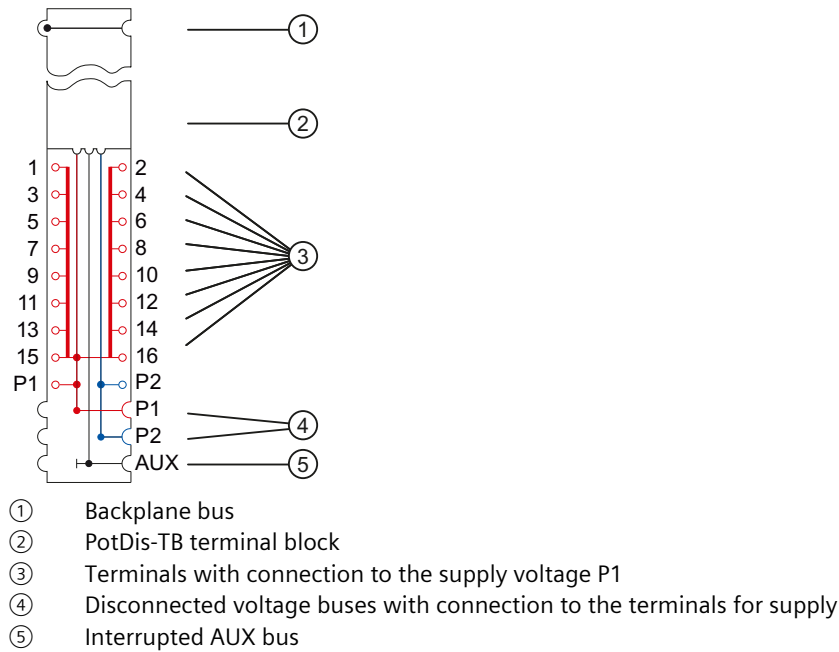 ①
②
1 2
3 4
5 6
7 8
③
9 10
11 12
13 14
15 16
P1 P2
P1
④
P2
AUX ⑤
① Backplane bus
② PotDis-TB terminal block
③ Terminals with connection to the supply voltage P1
④ Disconnected voltage buses with connection to the terminals for supply
⑤ Interrupted AUX bus